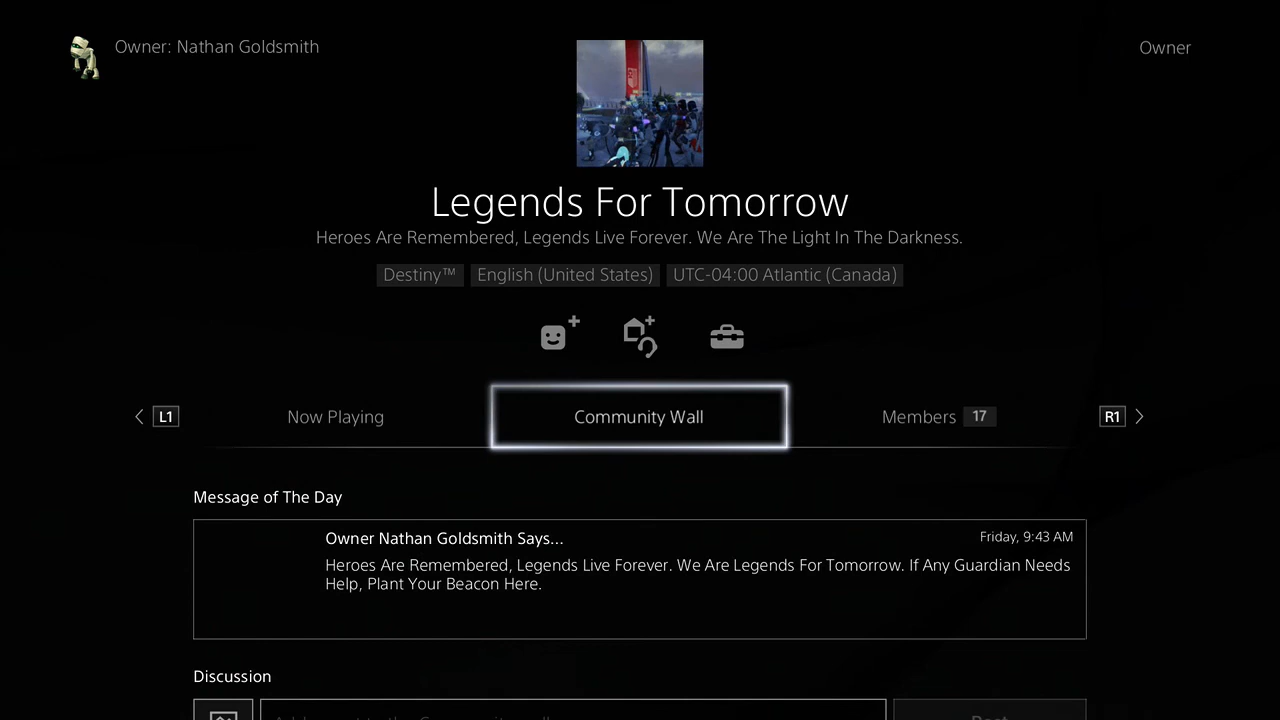 Owner: Nathan Goldsmith
Owner
Legends For Tomorrow
Heroes Are Remembered, Legends Live Forever. We Are The Light In The Darkness.
Destiny™ English (United States) UTC-04:00 Atlantic (Canada)
L1 Now Playing Community Wall Members 17 R1
Message of The Day
Owner Nathan Goldsmith Says... Friday, 9:43 AM
Heroes Are Remembered, Legends Live Forever. We Are Legends For Tomorrow. If Any Guardian Needs
Help, Plant Your Beacon Here.
Discussion